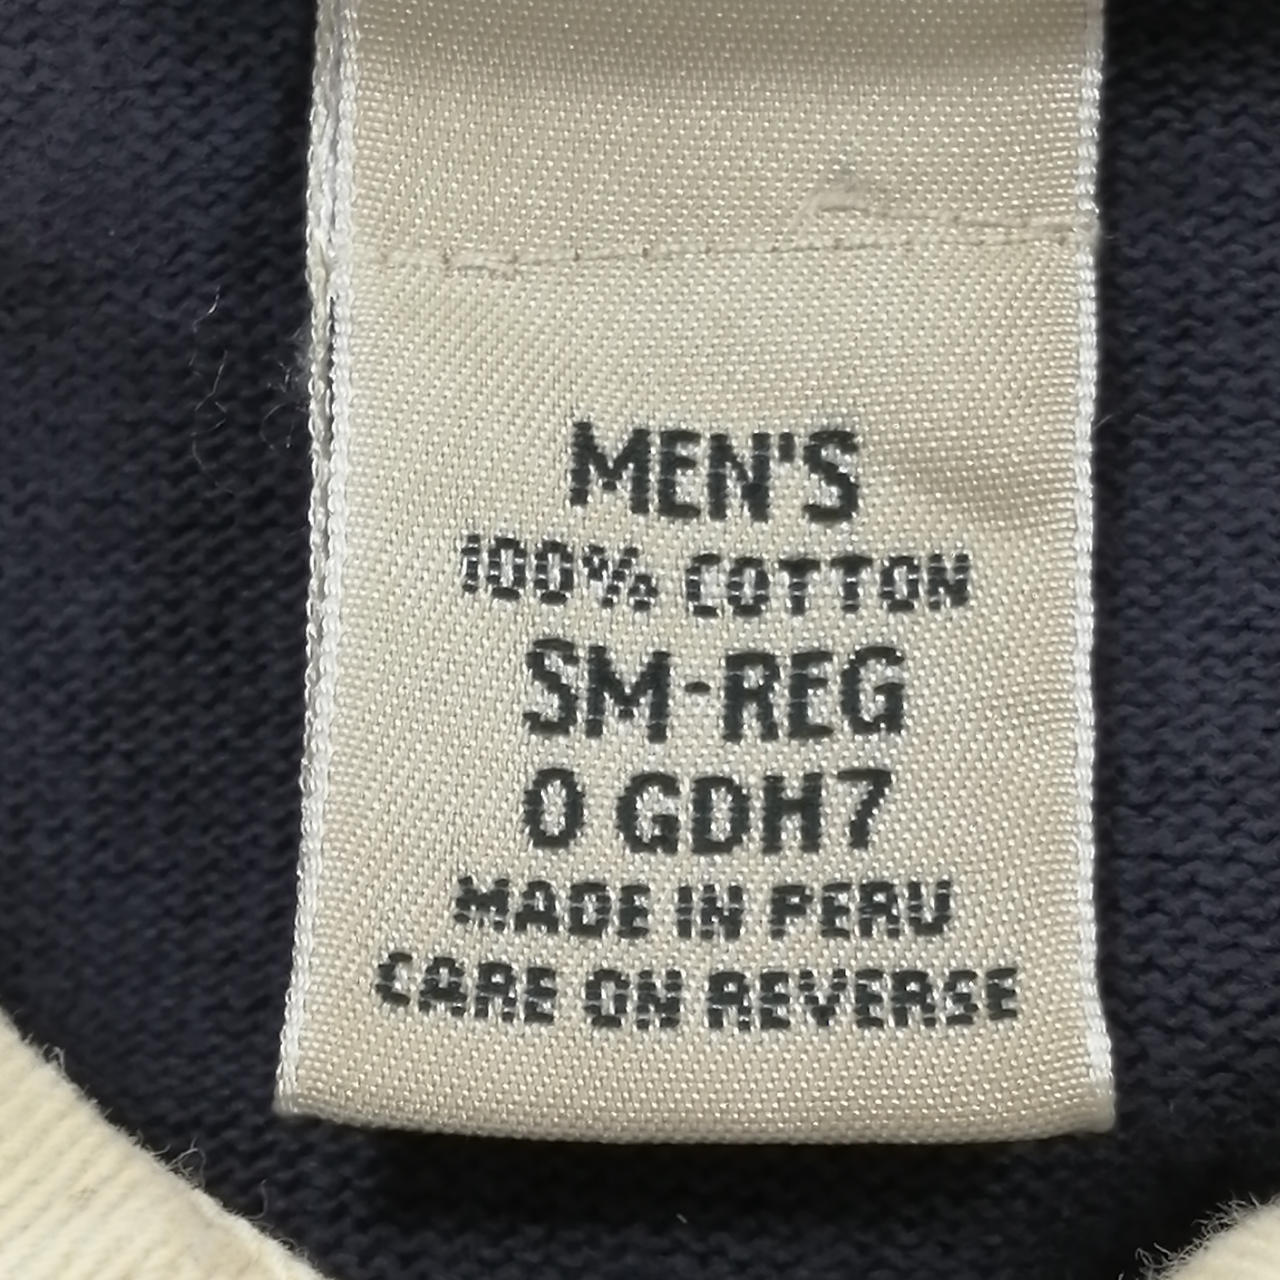 MEN'S
100% COTTON
SM-REG
0 GDH7
MADE IN PERU
CARE ON REVERSE